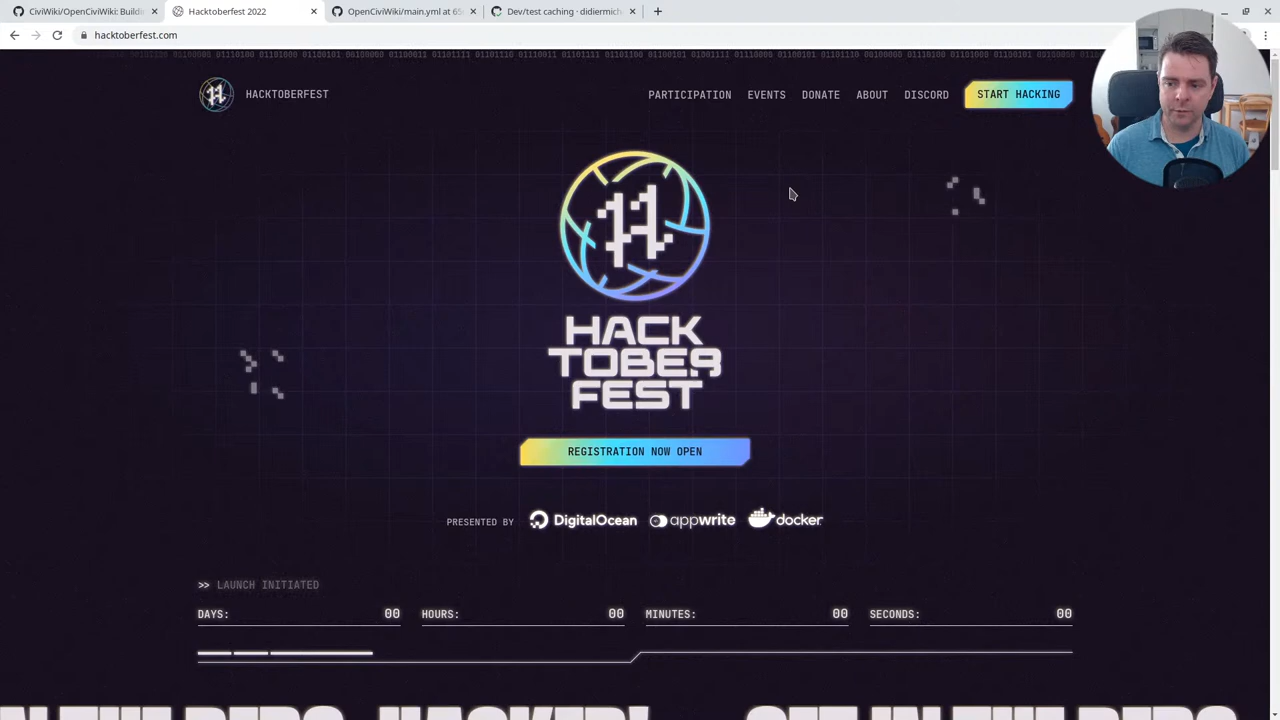 OpenCiviWiki: Buildi
Hacktoberfest 2022
OpenCiviWiki/main.yml at 65
Dev/test caching · didiermich
hacktoberfest.com
HACKTOBERFEST
PARTICIPATION
EVENTS
DONATE
ABOUT
DISCORD
START HACKING
HACK
TOBER
FEST
REGISTRATION NOW OPEN
PRESENTED BY
DigitalOcean
appwrite
docker
>> LAUNCH INITIATED
DAYS: 00
HOURS: 00
MINUTES: 00
SECONDS: 00